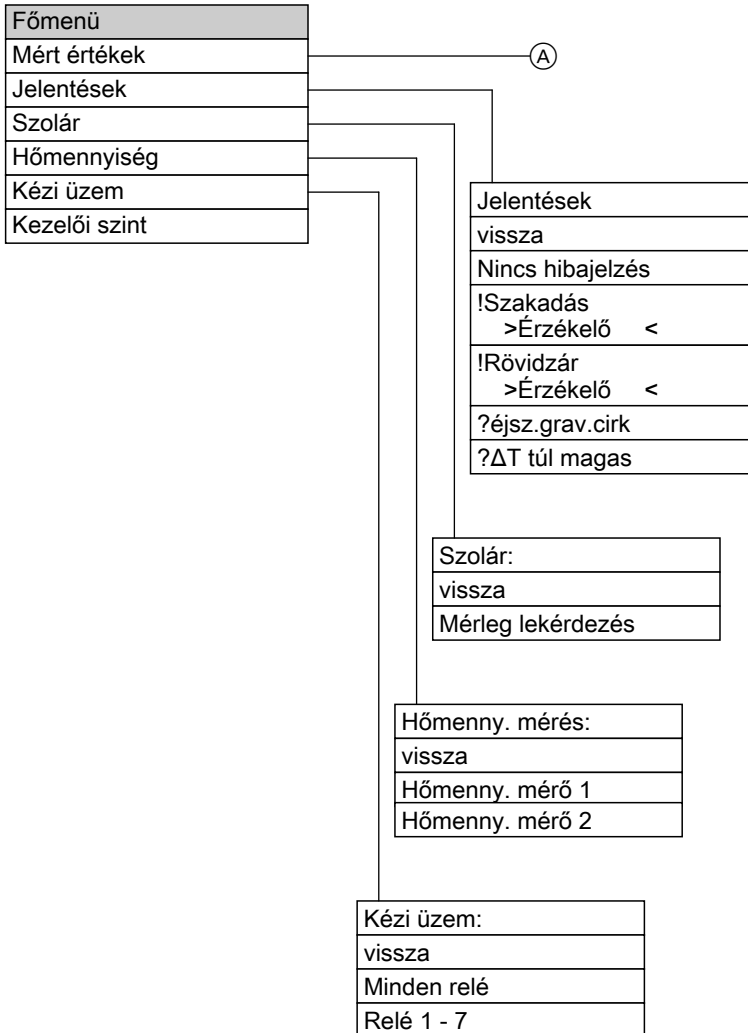 Főmenü
Mért értékek
A
Jelentések
Szolár
Hőmennyiség
Kézi üzem
Kezelői szint
Jelentések
vissza
Nincs hibajelzés
!Szakadás
>Érzékelő <
!Rövidzár
>Érzékelő <
?éjsz.grav.cirk
?ΔT túl magas
Szolár:
vissza
Mérleg lekérdezés
Hőmenny. mérés:
vissza
Hőmenny. mérő 1
Hőmenny. mérő 2
Kézi üzem:
vissza
Minden relé
Relé 1 - 7